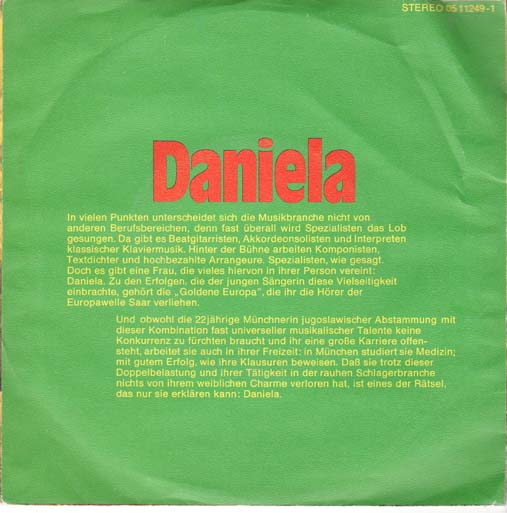 STEREO 05 11249-1
Daniela
In vielen Punkten unterscheidet sich die Musikbranche nicht von
anderen Berufsbereichen, denn fast überall wird Spezialisten das Lob
gesungen. Da gibt es Beatgitarristen, Akkordeonsolisten und Interpreten
klassischer Klaviermusik. Hinter der Bühne arbeiten Komponisten,
Textdichter und hochbezahlte Arrangeure. Spezialisten, wie gesagt.
Doch es gibt eine Frau, die vieles hiervon in ihrer Person vereint:
Daniela. Zu den Erfolgen, die der jungen Sängerin diese Vielseitigkeit
einbrachte, gehört die „Goldene Europa", die ihr die Hörer der
Europawelle Saar verliehen.
Und obwohl die 22jährige Münchnerin jugoslawischer Abstammung mit
dieser Kombination fast universeller musikalischer Talente keine
Konkurrenz zu fürchten braucht und ihr eine große Karriere offen-
steht, arbeitet sie auch in ihrer Freizeit: in München studiert sie Medizin;
mit gutem Erfolg, wie ihre Klausuren beweisen. Daß sie trotz dieser
Doppelbelastung und ihrer Tätigkeit in der rauhen Schlagerbranche
nichts von ihrem weiblichen Charme verloren hat, ist eines der Rätsel,
das nur sie erklären kann: Daniela.